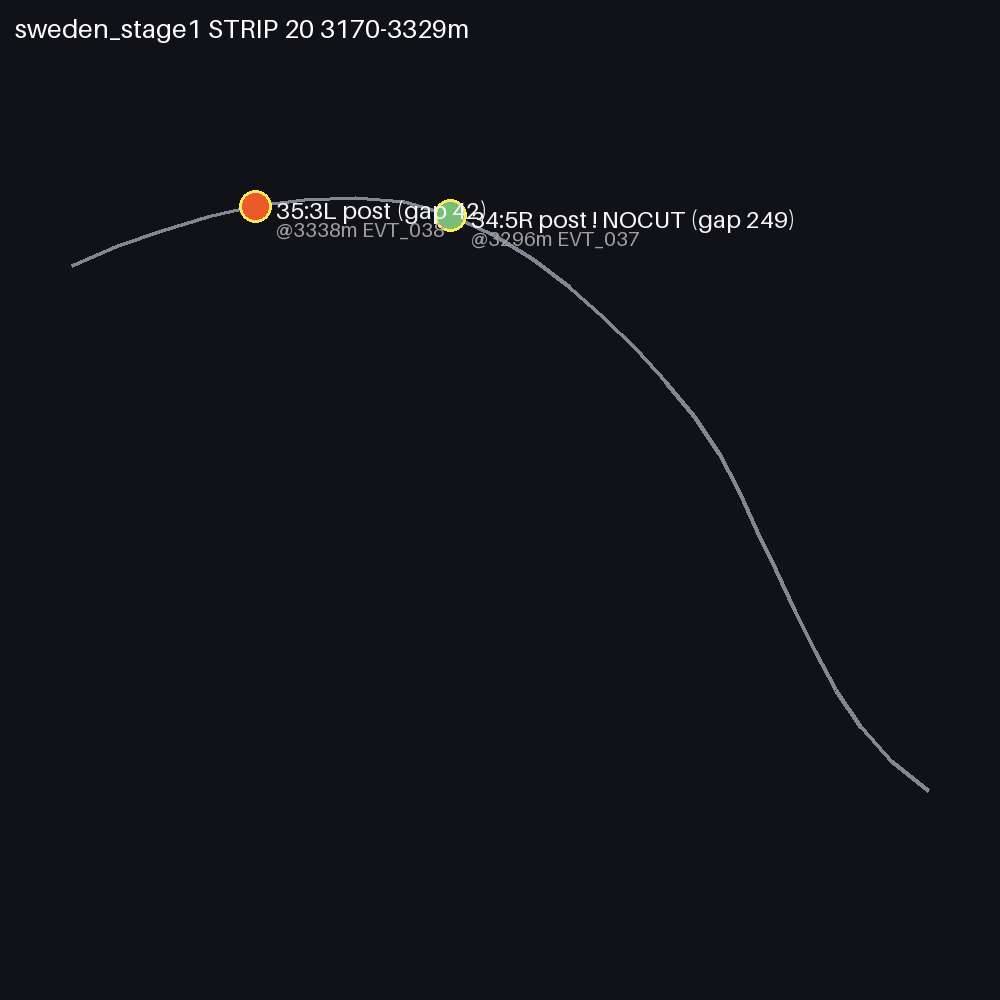 sweden_stage1 STRIP 20 3170-3329m
35:3L post (gap 42)
@3338m EVT_038
34:5R post ! NOCUT (gap 249)
@3296m EVT_037